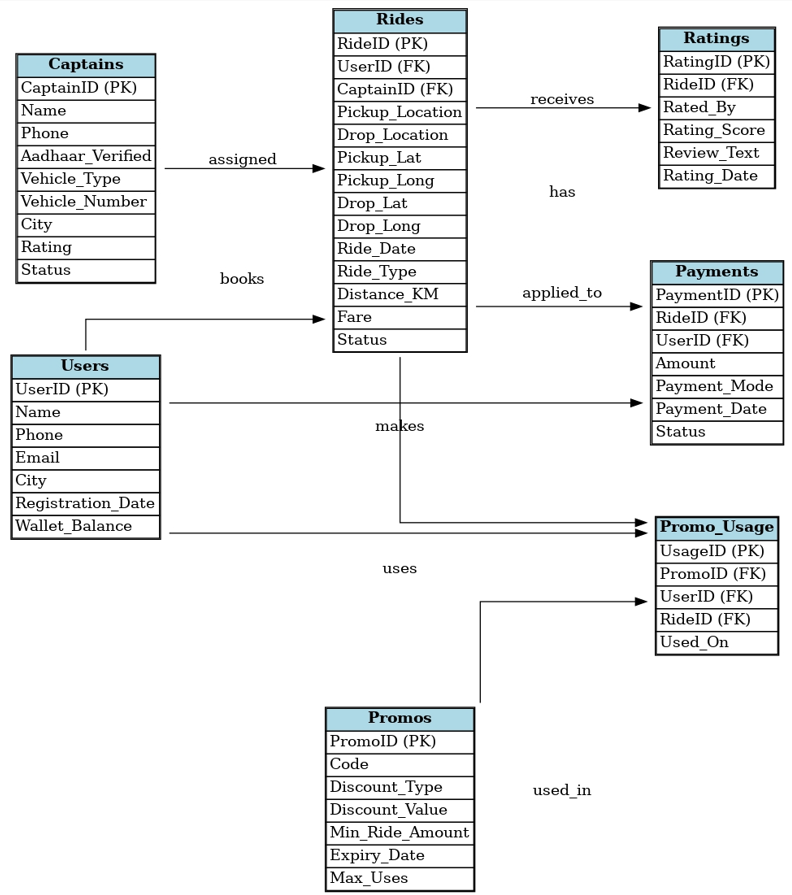 Captains
CaptainID (PK)
Name
Phone
Aadhaar_Verified
Vehicle_Type
Vehicle_Number
City
Rating
Status
assigned
books
Users
UserID (PK)
Name
Phone
Email
City
Registration_Date
Wallet_Balance
Rides
RideID (PK)
UserID (FK)
CaptainID (FK)
Pickup_Location
Drop_Location
Pickup_Lat
Pickup_Long
Drop_Lat
Drop_Long
Ride_Date
Ride_Type
Distance_KM
Fare
Status
makes
uses
Promos
PromoID (PK)
Code
Discount_Type
Discount_Value
Min_Ride_Amount
Expiry_Date
Max_Uses
receives
has
applied_to
used_in
Ratings
RatingID (PK)
RideID (FK)
Rated_By
Rating_Score
Review_Text
Rating_Date
Payments
PaymentID (PK)
RideID (FK)
UserID (FK)
Amount
Payment_Mode
Payment_Date
Status
Promo_Usage
UsageID (PK)
PromoID (FK)
UserID (FK)
RideID (FK)
Used_On